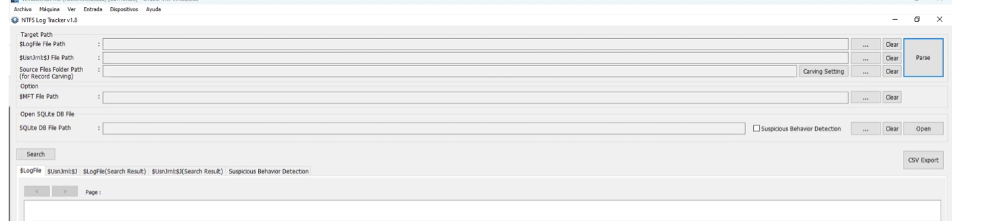 Archivo Máquina Ver Entrada Dispositivos Ayuda
NTFS Log Tracker v1.8
Target Path
$LogFile File Path : ... Clear
$UsnJrnl:$J File Path : ... Clear Parse
Source Files Folder Path : Carving Setting ... Clear
(for Record Carving)
Option
$MFT File Path : ... Clear
Open SQLite DB File
SQLite DB File Path : Suspicious Behavior Detection ... Clear Open
Search
CSV Export
$LogFile $UsnJrnl:$J $LogFile(Search Result) $UsnJrnl:$J(Search Result) Suspicious Behavior Detection
< > Page :